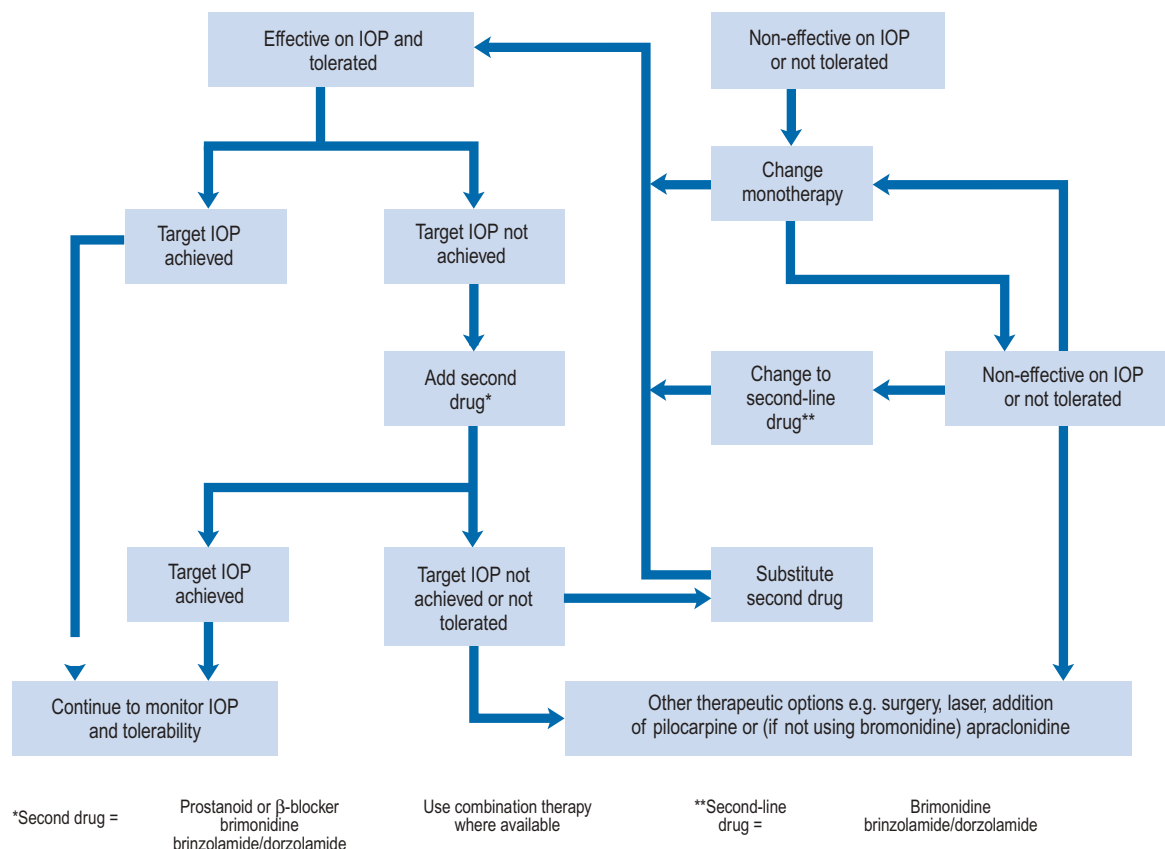 Effective on IOP and
tolerated
Non-effective on IOP
or not tolerated
Change
monotherapy
Target IOP
achieved
Target IOP not
achieved
Add second
drug*
Change to
second-line
drug**
Non-effective on IOP
or not tolerated
Target IOP
achieved
Target IOP not
achieved or not
tolerated
Substitute
second drug
Continue to monitor IOP
and tolerability
Other therapeutic options e.g. surgery, laser, addition
of pilocarpine or (if not using bromonidine) apraclonidine
*Second drug =
Prostanoid or β-blocker
brimonidine
brinzolamide/dorzolamide
Use combination therapy
where available
**Second-line
drug =
Brimonidine
brinzolamide/dorzolamide